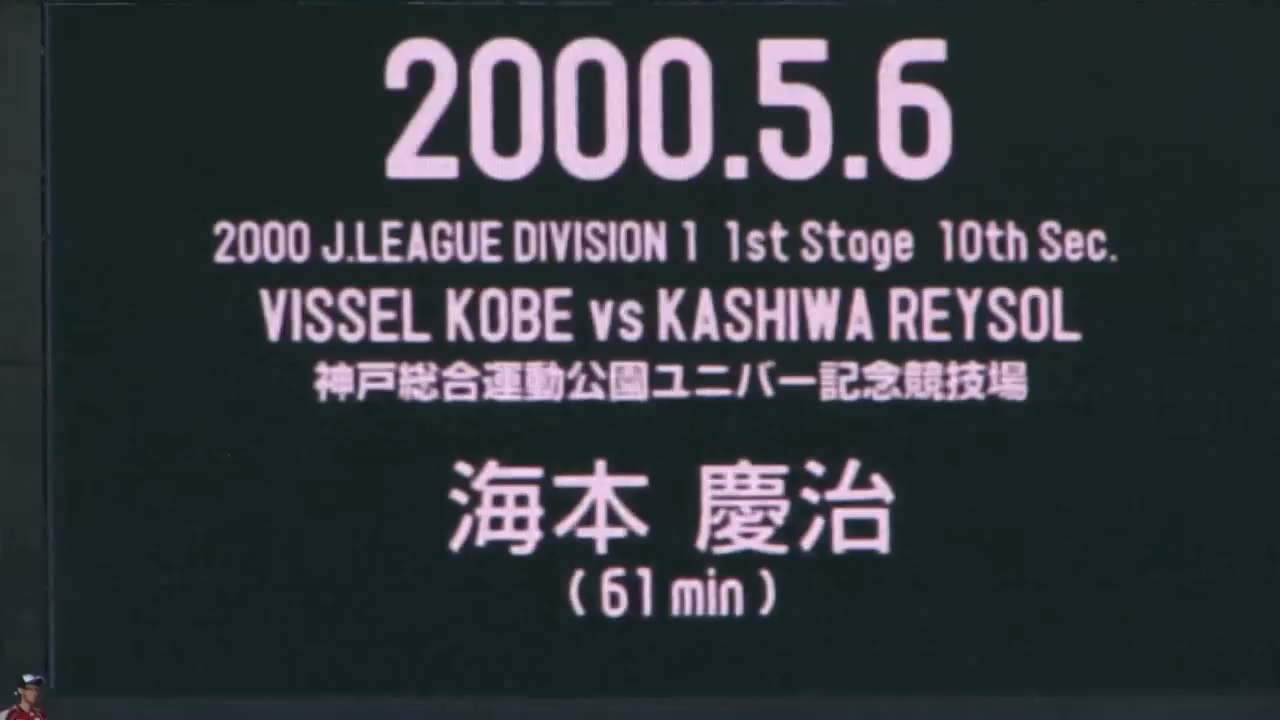 2000.5.6
2000 J.LEAGUE DIVISION 1 1st Stage 10th Sec.
VISSEL KOBE vs KASHIWA REYSOL
神戸総合運動公園ユニバー記念競技場
海本 慶治
( 61 min )